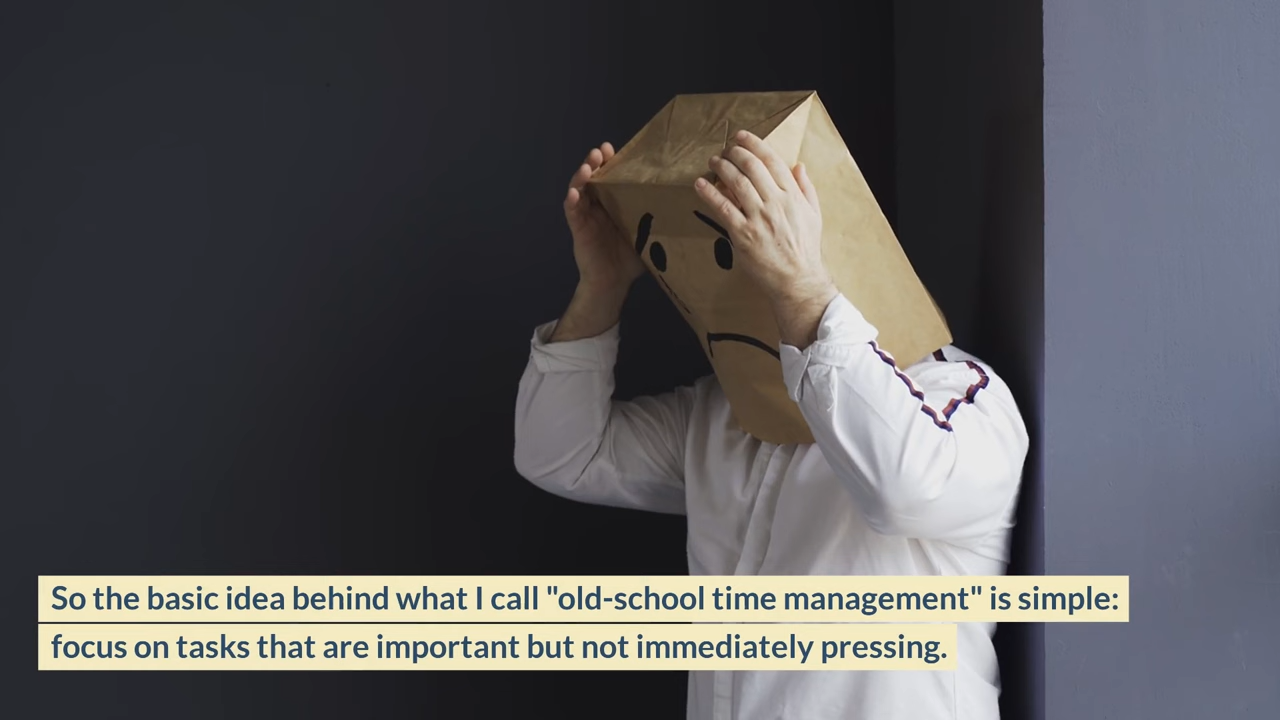 So the basic idea behind what I call "old-school time management" is simple:
focus on tasks that are important but not immediately pressing.